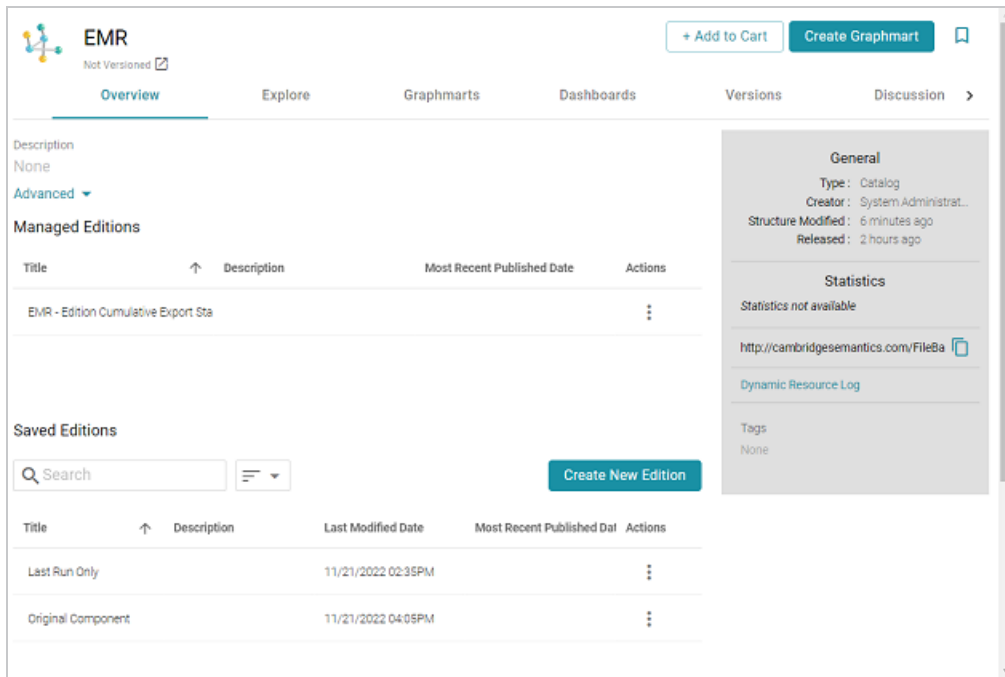 EMR
+ Add to Cart
Create Graphmart
Not Versioned
Overview Explore Graphmarts Dashboards Versions Discussion
Description
None
Advanced
Managed Editions
Title Description Most Recent Published Date Actions
EMR - Edition Cumulative Export Sta
Saved Editions
Search
Create New Edition
Title Description Last Modified Date Most Recent Published Dat Actions
Last Run Only 11/21/2022 02:35PM
Original Component 11/21/2022 04:05PM
General
Type : Catalog
Creator : System Administrat...
Structure Modified : 6 minutes ago
Released : 2 hours ago
Statistics
Statistics not available
http://cambridgesemantics.com/FileBa
Dynamic Resource Log
Tags
None